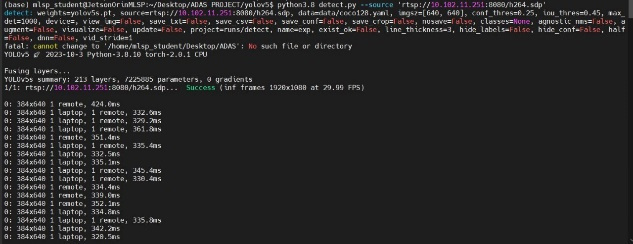 (base) mlsp_student@JetsonOrinMLSP:~/Desktop/ADAS PROJECT/yolov5$ python3.8 detect.py --source 'rtsp://10.102.11.251:8080/h264.sdp'
detect: weights=yolov5s.pt, source=rtsp://10.102.11.251:8080/h264.sdp, data=data/coco128.yaml, imgsz=[640, 640], conf_thres=0.25, iou_thres=0.45, max_
det=1000, device=, view_img=False, save_txt=False, save_csv=False, save_conf=False, save_crop=False, nosave=False, classes=None, agnostic_nms=False, au
gment=False, visualize=False, update=False, project=runs/detect, name=exp, exist_ok=False, line_thickness=3, hide_labels=False, hide_conf=False, half
=False, dnn=False, vid_stride=1
fatal: cannot change to '/home/mlsp_student/Desktop/ADAS': No such file or directory
YOLOv5 🚀 2023-10-3 Python-3.8.10 torch-2.0.1 CPU
Fusing layers...
YOLOv5s summary: 213 layers, 7225885 parameters, 0 gradients
1/1: rtsp://10.102.11.251:8080/h264.sdp... Success (inf frames 1920x1080 at 29.99 FPS)
0: 384x640 1 remote, 424.0ms
0: 384x640 1 laptop, 1 remote, 332.6ms
0: 384x640 1 laptop, 1 remote, 329.2ms
0: 384x640 1 laptop, 1 remote, 361.8ms
0: 384x640 1 remote, 351.4ms
0: 384x640 1 laptop, 1 remote, 335.4ms
0: 384x640 1 laptop, 332.5ms
0: 384x640 1 laptop, 335.1ms
0: 384x640 1 laptop, 1 remote, 345.4ms
0: 384x640 1 laptop, 1 remote, 330.4ms
0: 384x640 1 remote, 334.4ms
0: 384x640 1 remote, 339.0ms
0: 384x640 1 remote, 352.1ms
0: 384x640 1 laptop, 334.8ms
0: 384x640 1 laptop, 1 remote, 335.8ms
0: 384x640 1 laptop, 342.2ms
0: 384x640 1 laptop, 320.5ms